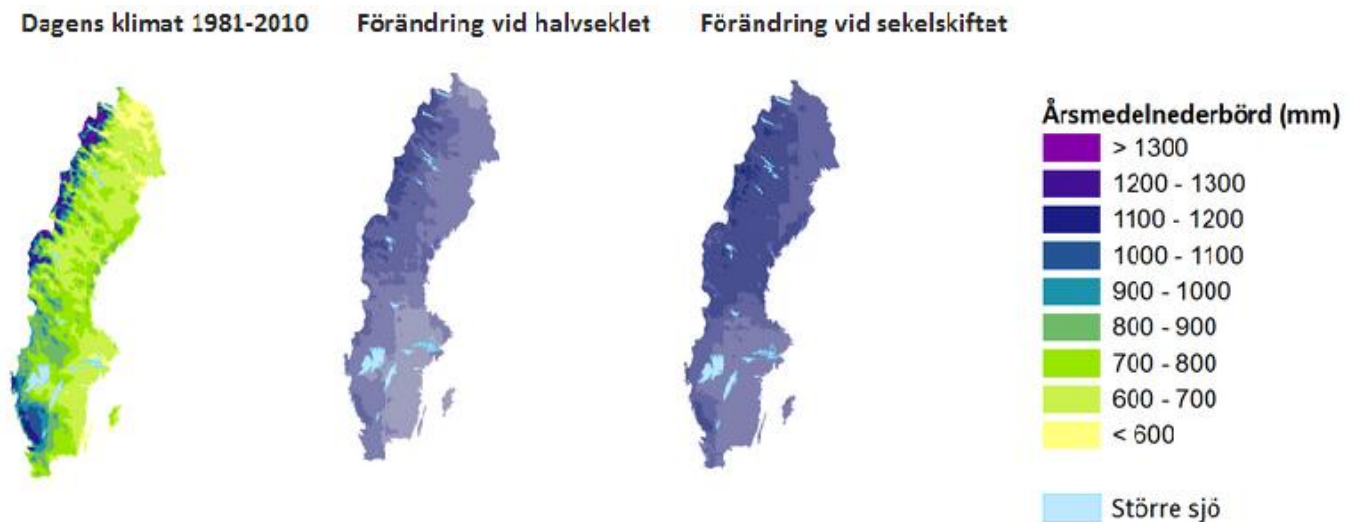 Dagens klimat 1981-2010 Förändring vid halvseklet Förändring vid sekelskiftet
Årsmedelnederbörd (mm)
> 1300
1200 - 1300
1100 - 1200
1000 - 1100
900 - 1000
800 - 900
700 - 800
600 - 700
< 600
Större sjö